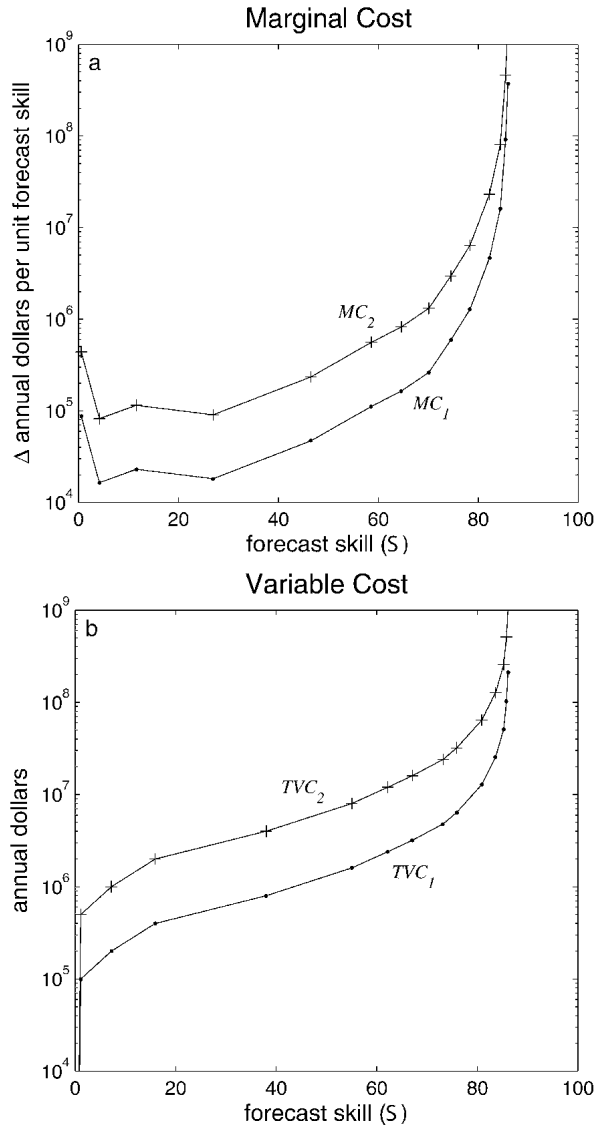 Marginal Cost
a
Δ annual dollars per unit forecast skill
10^9
10^8
10^7
10^6
10^5
10^4
MC_2
MC_1
0 20 40 60 80 100
forecast skill (S)
Variable Cost
b
annual dollars
10^9
10^8
10^7
10^6
10^5
10^4
TVC_2
TVC_1
0 20 40 60 80 100
forecast skill (S)